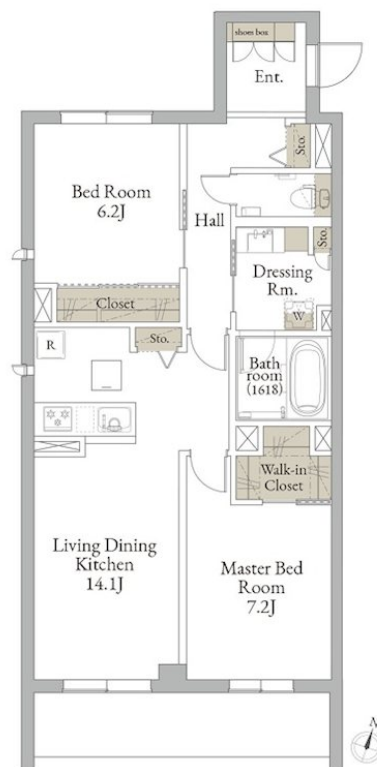 shoes box
Ent.
Sto.
Bed Room
6.2J
Hall
Sto.
Dressing
Rm.
W
Closet
R
Sto.
Bath
room
(1618)
Walk-in
Closet
Living Dining
Kitchen
14.1J
Master Bed
Room
7.2J
N